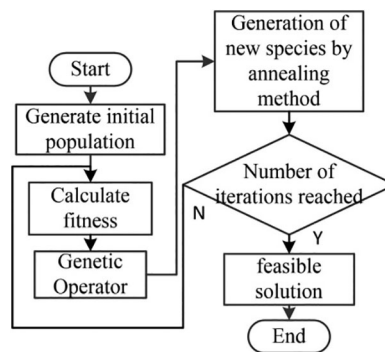 Start
Generate initial
population
Calculate
fitness
Genetic
Operator
Generation of
new species by
annealing
method
Number of
iterations reached
N
Y
feasible
solution
End